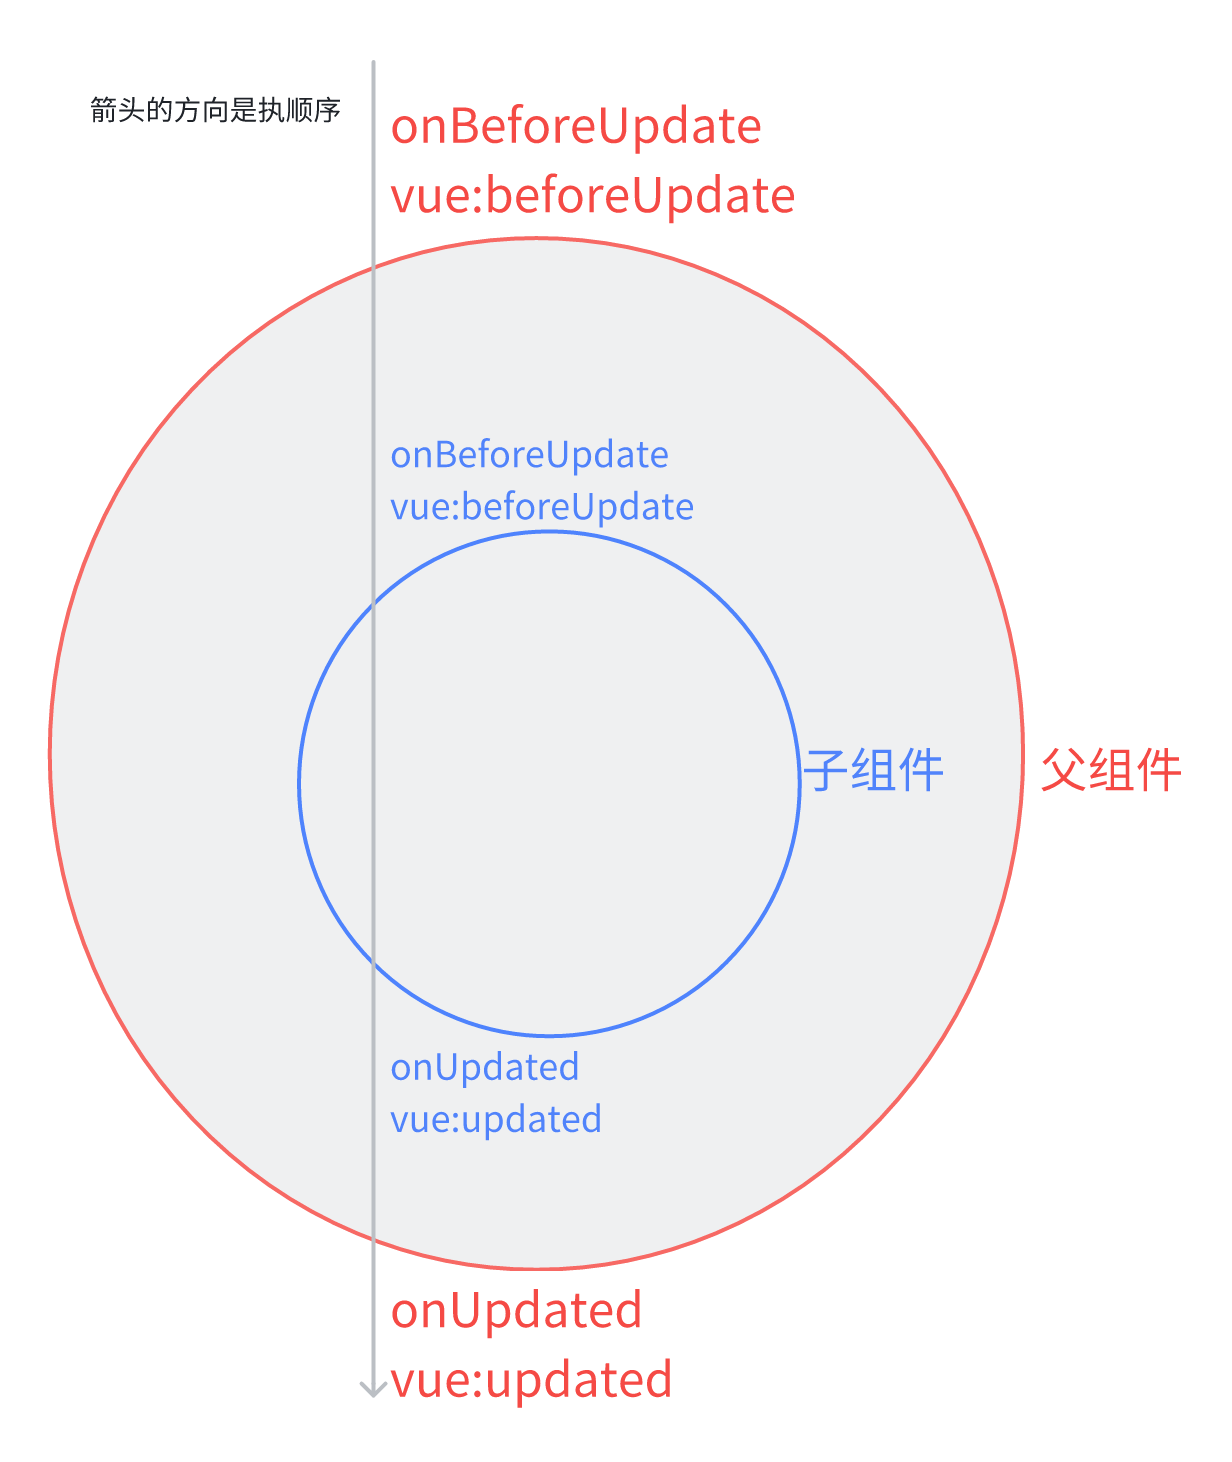 箭头的方向是执顺序
onBeforeUpdate
vue:beforeUpdate
onBeforeUpdate
vue:beforeUpdate
子组件
父组件
onUpdated
vue:updated
onUpdated
vue:updated